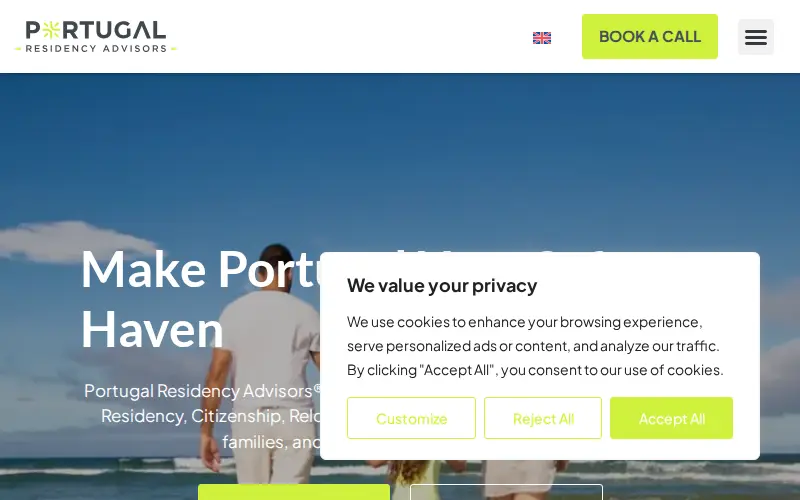 PORTUGAL
RESIDENCY ADVISORS
BOOK A CALL
Make
Haven
Portugal Residency Advisors®
Residency, Citizenship,
families, and
We value your privacy
We use cookies to enhance your browsing experience,
serve personalized ads or content, and analyze our traffic.
By clicking "Accept All", you consent to our use of cookies.
Customize
Reject All
Accept All